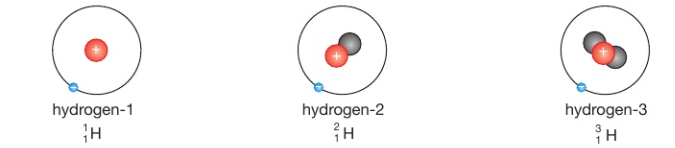 +
hydrogen-1
¹₁H
+
hydrogen-2
²₁H
+
hydrogen-3
³₁H